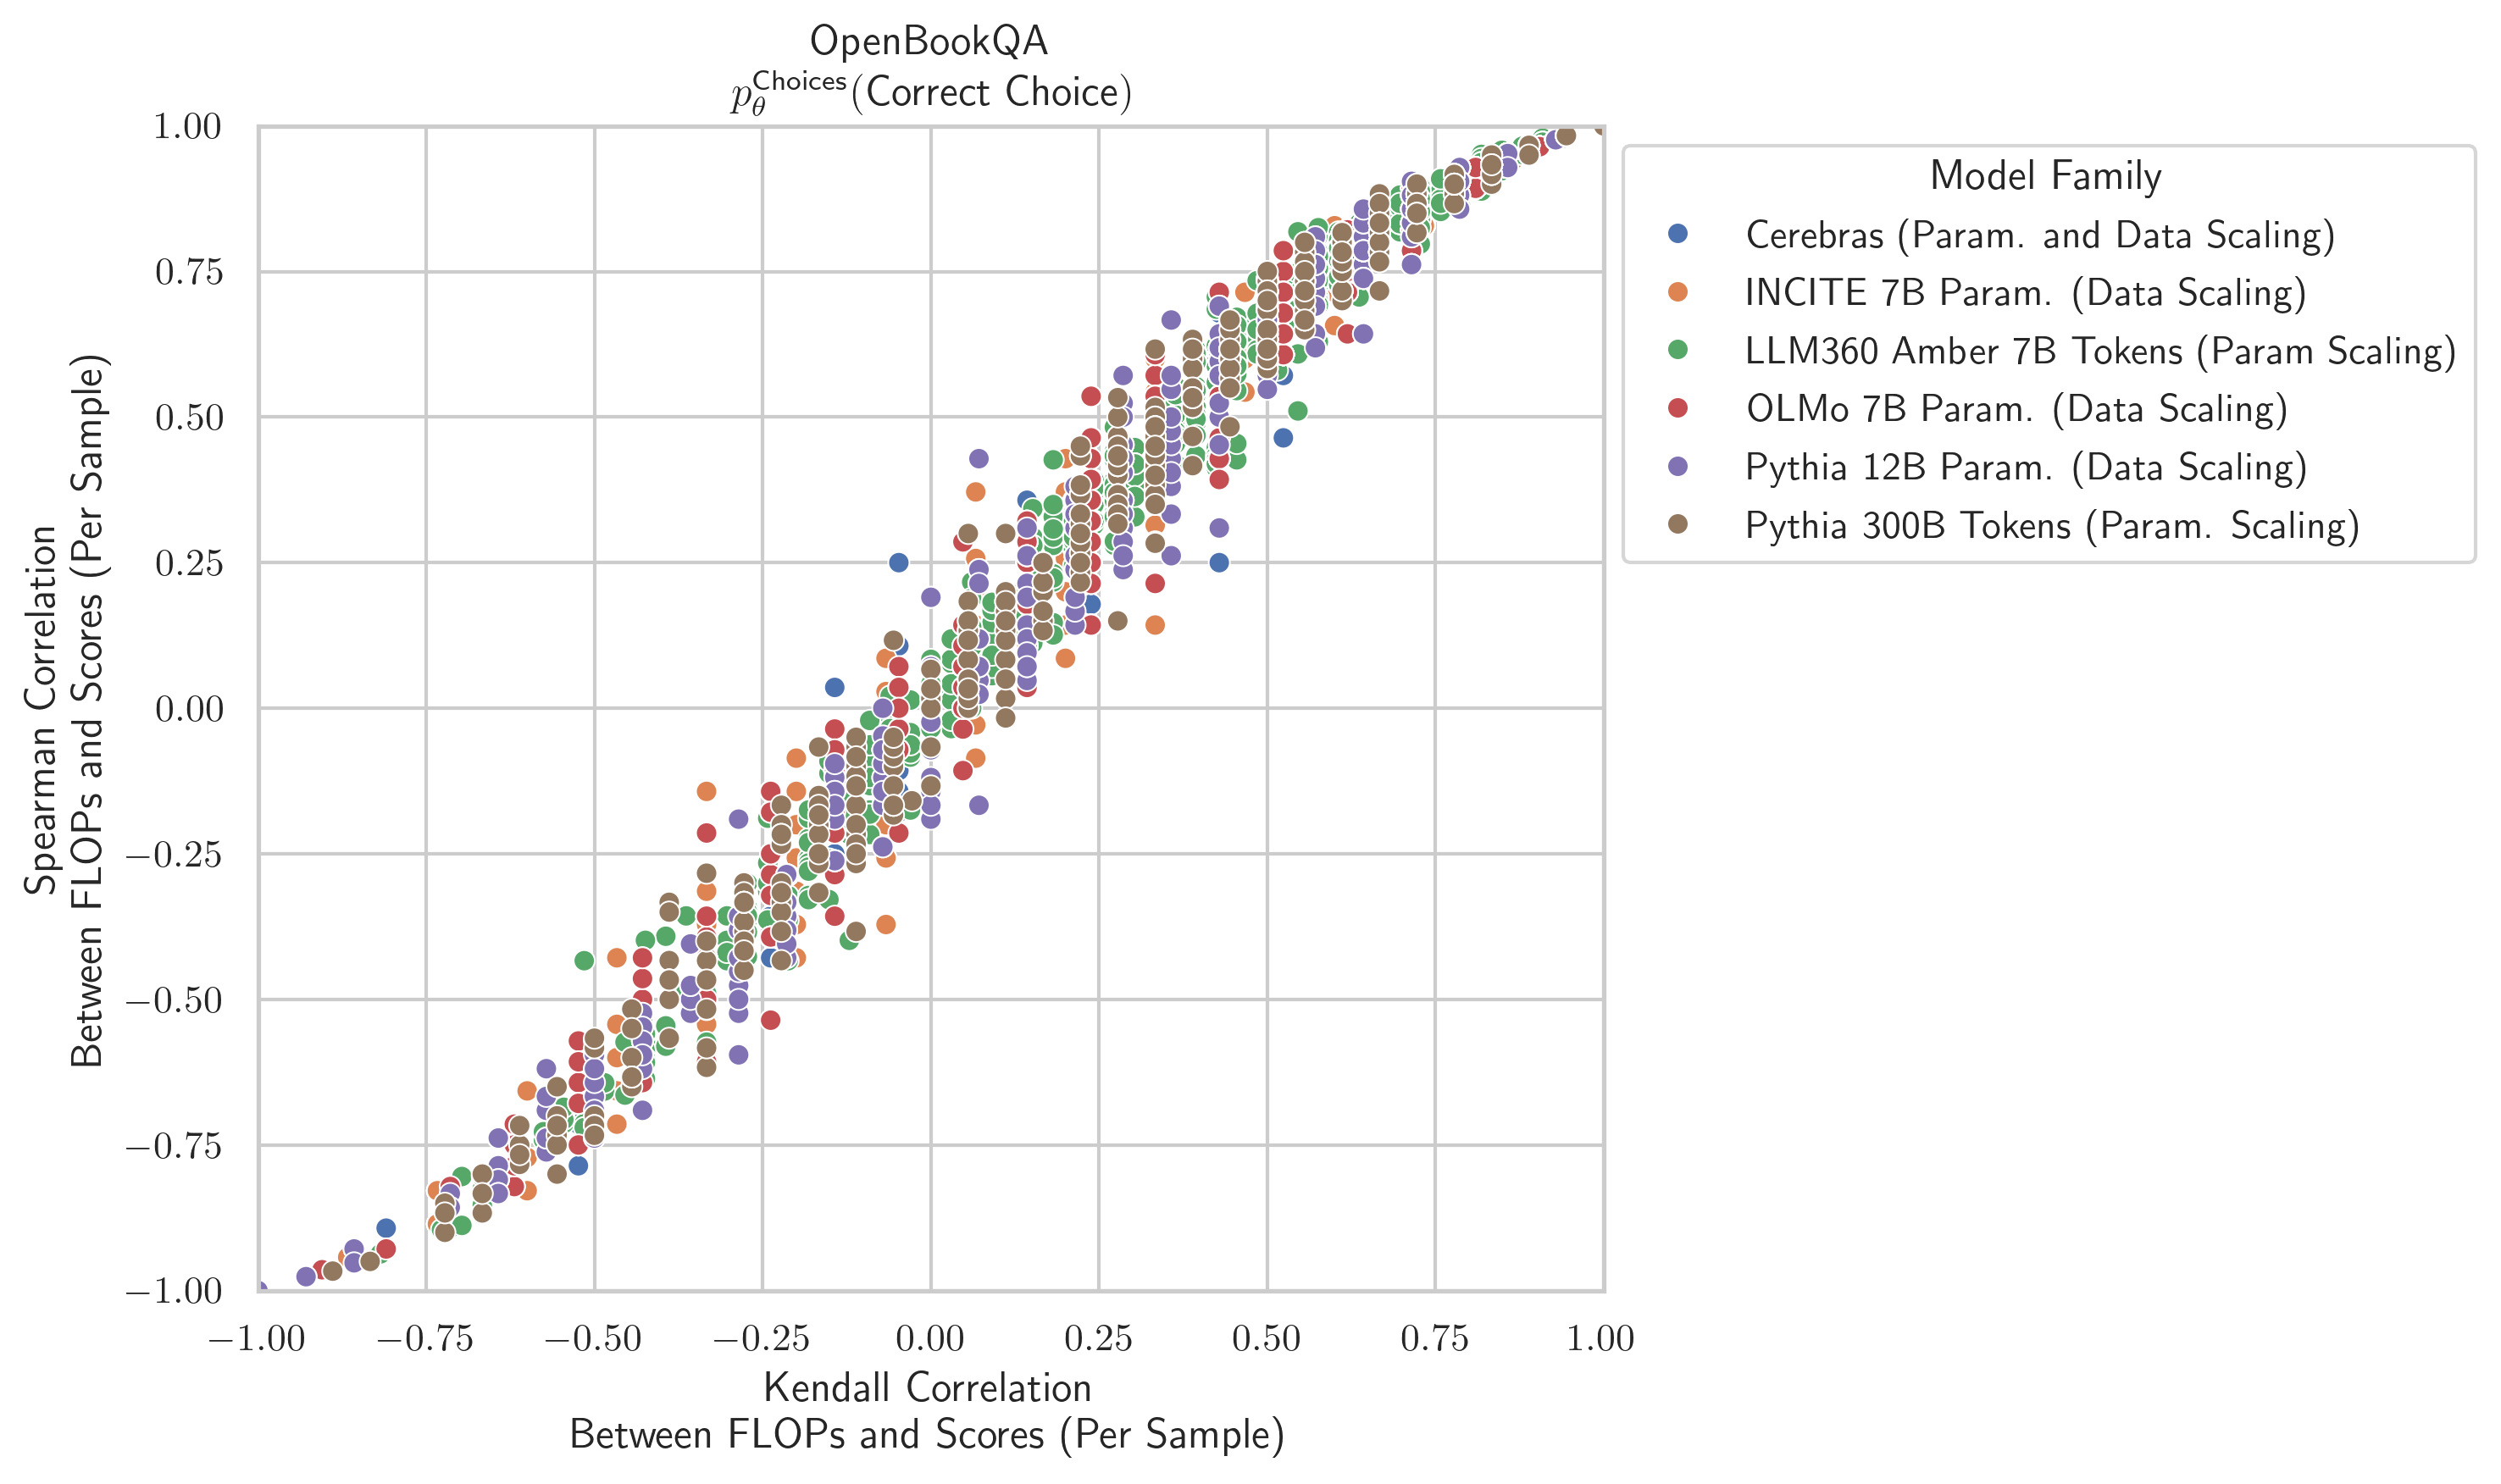 OpenBookQA
p_θ^Choices(Correct Choice)
1.00
0.75
0.50
0.25
0.00
−0.25
−0.50
−0.75
−1.00
Spearman Correlation
Between FLOPs and Scores (Per Sample)
−1.00 −0.75 −0.50 −0.25 0.00 0.25 0.50 0.75 1.00
Kendall Correlation
Between FLOPs and Scores (Per Sample)
Model Family
Cerebras (Param. and Data Scaling)
INCITE 7B Param. (Data Scaling)
LLM360 Amber 7B Tokens (Param Scaling)
OLMo 7B Param. (Data Scaling)
Pythia 12B Param. (Data Scaling)
Pythia 300B Tokens (Param. Scaling)